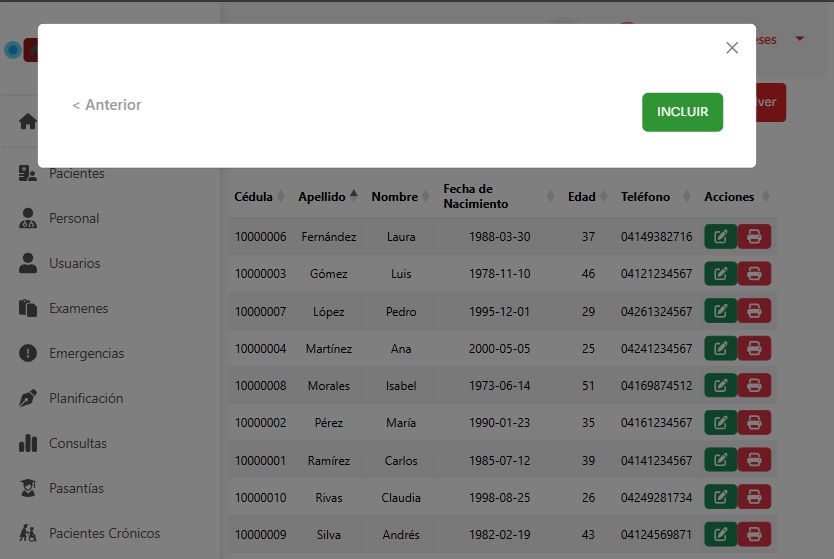 eses
< Anterior
INCLUIR
ver
Pacientes
Personal
Usuarios
Examenes
Emergencias
Planificación
Consultas
Pasantías
Pacientes Crónicos
Cédula Apellido Nombre Fecha de Nacimiento Edad Teléfono Acciones
10000006 Fernández Laura 1988-03-30 37 04149382716
10000003 Gómez Luis 1978-11-10 46 04121234567
10000007 López Pedro 1995-12-01 29 04261324567
10000004 Martínez Ana 2000-05-05 25 04241234567
10000008 Morales Isabel 1973-06-14 51 04169874512
10000002 Pérez María 1990-01-23 35 04161234567
10000001 Ramírez Carlos 1985-07-12 39 04141234567
10000010 Rivas Claudia 1998-08-25 26 04249281734
10000009 Silva Andrés 1982-02-19 43 04124569871